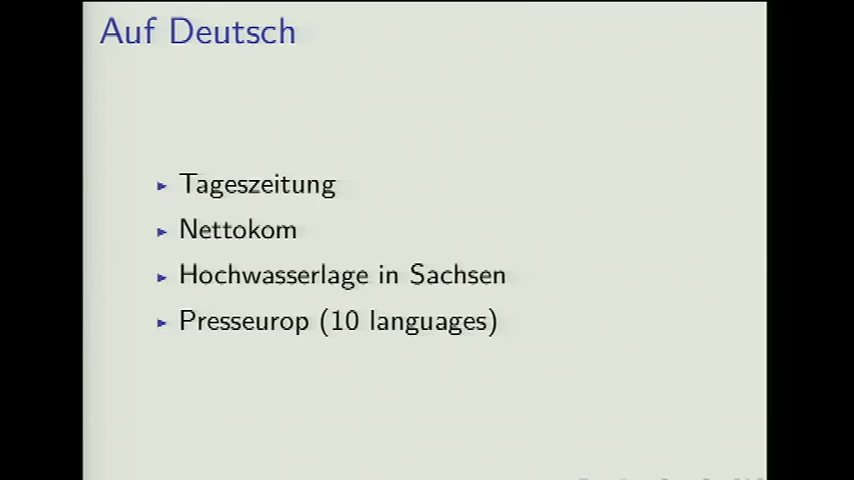 Auf Deutsch
Tageszeitung
Nettokom
Hochwasserlage in Sachsen
Presseurop (10 languages)